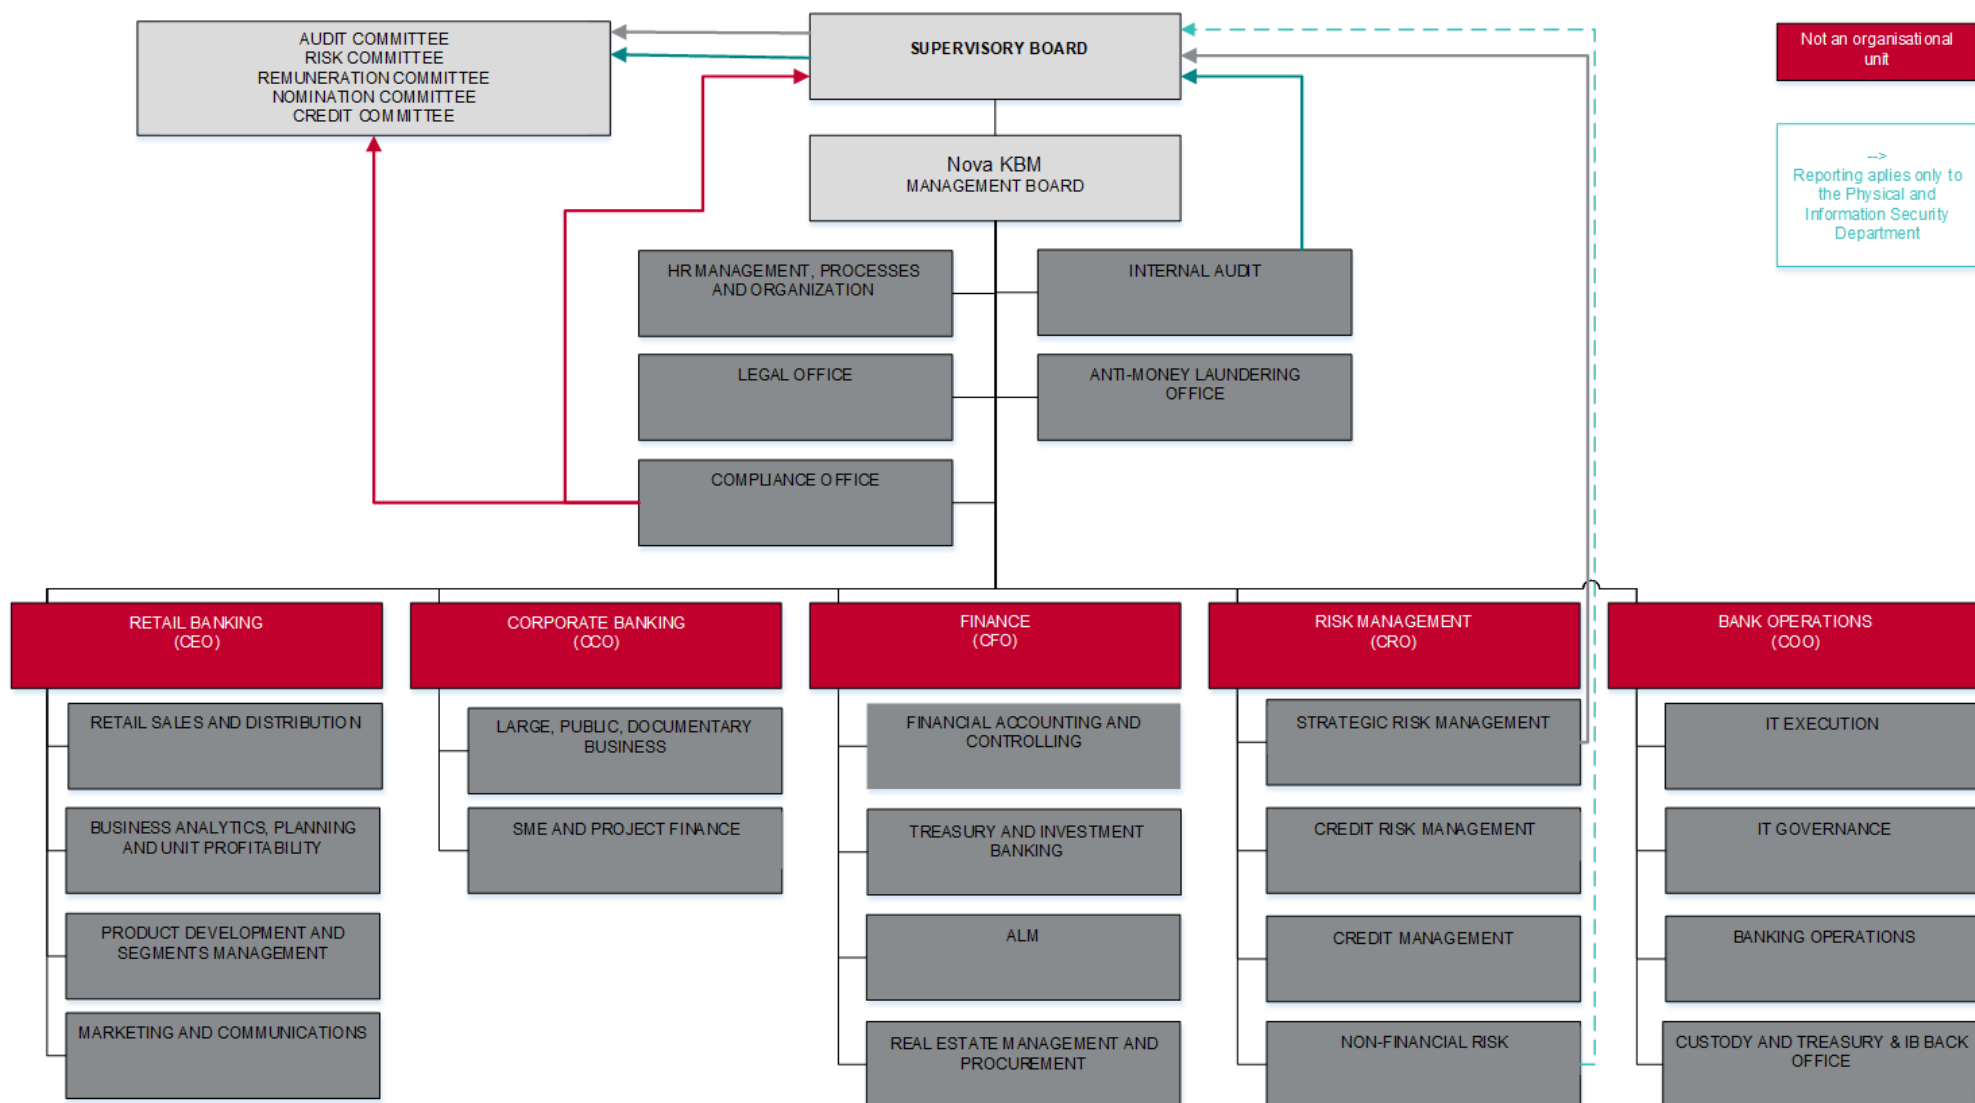 AUDIT COMMITTEE
RISK COMMITTEE
REMUNERATION COMMITTEE
NOMINATION COMMITTEE
CREDIT COMMITTEE
SUPERVISORY BOARD
Not an organisational
unit
Nova KBM
MANAGEMENT BOARD
-->
Reporting aplies only to
the Physical and
Information Security
Department
HR MANAGEMENT, PROCESSES
AND ORGANIZATION
INTERNAL AUDIT
LEGAL OFFICE
ANTI-MONEY LAUNDERING
OFFICE
COMPLIANCE OFFICE
RETAIL BANKING
(CEO)
RETAIL SALES AND DISTRIBUTION
BUSINESS ANALYTICS, PLANNING
AND UNIT PROFITABILITY
PRODUCT DEVELOPMENT AND
SEGMENTS MANAGEMENT
MARKETING AND COMMUNICATIONS
CORPORATE BANKING
(CCO)
LARGE, PUBLIC, DOCUMENTARY
BUSINESS
SME AND PROJECT FINANCE
FINANCE
(CFO)
FINANCIAL ACCOUNTING AND
CONTROLLING
TREASURY AND INVESTMENT
BANKING
ALM
REAL ESTATE MANAGEMENT AND
PROCUREMENT
RISK MANAGEMENT
(CRO)
STRATEGIC RISK MANAGEMENT
CREDIT RISK MANAGEMENT
CREDIT MANAGEMENT
NON-FINANCIAL RISK
BANK OPERATIONS
(COO)
IT EXECUTION
IT GOVERNANCE
BANKING OPERATIONS
CUSTODY AND TREASURY & IB BACK
OFFICE